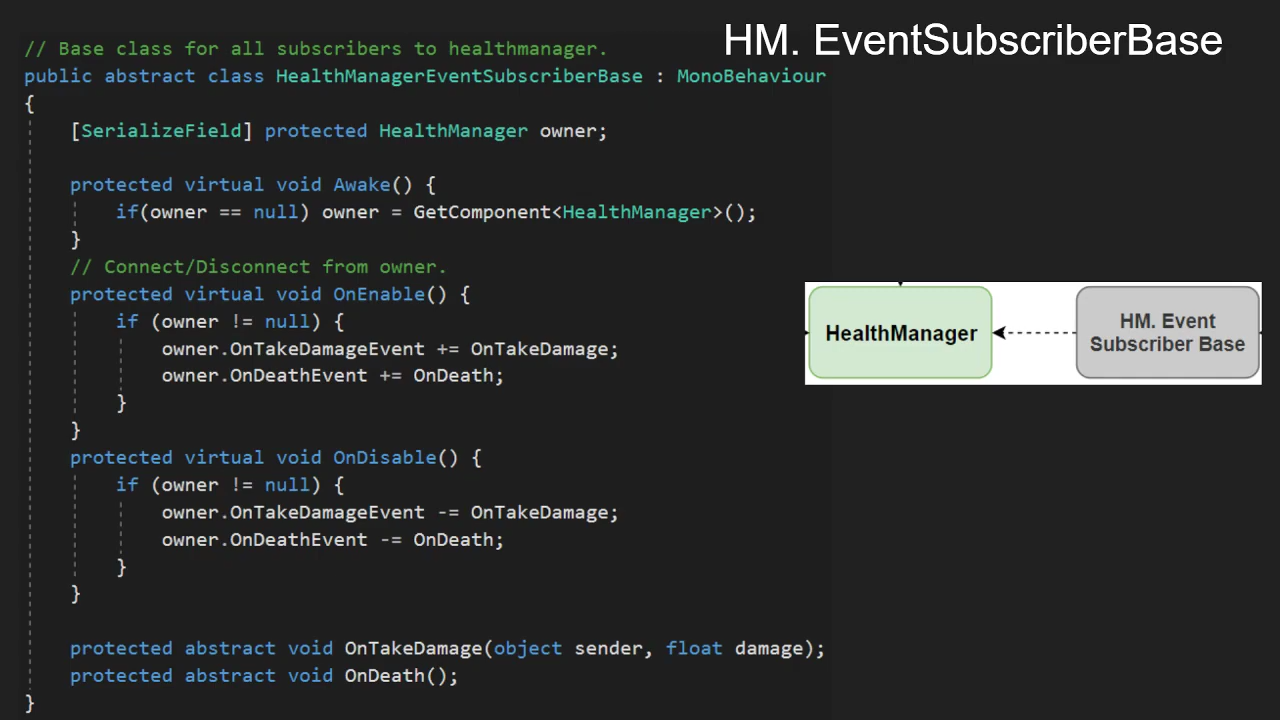 HM. EventSubscriberBase
// Base class for all subscribers to healthmanager.
public abstract class HealthManagerEventSubscriberBase : MonoBehaviour
{
[SerializeField] protected HealthManager owner;
protected virtual void Awake() {
if(owner == null) owner = GetComponent<HealthManager>();
}
// Connect/Disconnect from owner.
protected virtual void OnEnable() {
if (owner != null) {
owner.OnTakeDamageEvent += OnTakeDamage;
owner.OnDeathEvent += OnDeath;
}
}
protected virtual void OnDisable() {
if (owner != null) {
owner.OnTakeDamageEvent -= OnTakeDamage;
owner.OnDeathEvent -= OnDeath;
}
}
protected abstract void OnTakeDamage(object sender, float damage);
protected abstract void OnDeath();
}
HealthManager
HM. Event
Subscriber Base